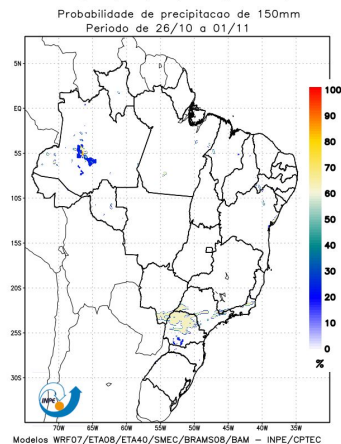 Probabilidade de precipitacao de 150mm
Periodo de 26/10 a 01/11
5N
EQ
5S
10S
15S
20S
25S
30S
70W 65W 60W 55W 50W 45W 40W 35W
100
90
80
70
60
50
40
30
20
10
0
%
INPE
Modelos WRF07/ETA08/ETA40/SMEC/BRAMS08/BAM - INPE/CPTEC